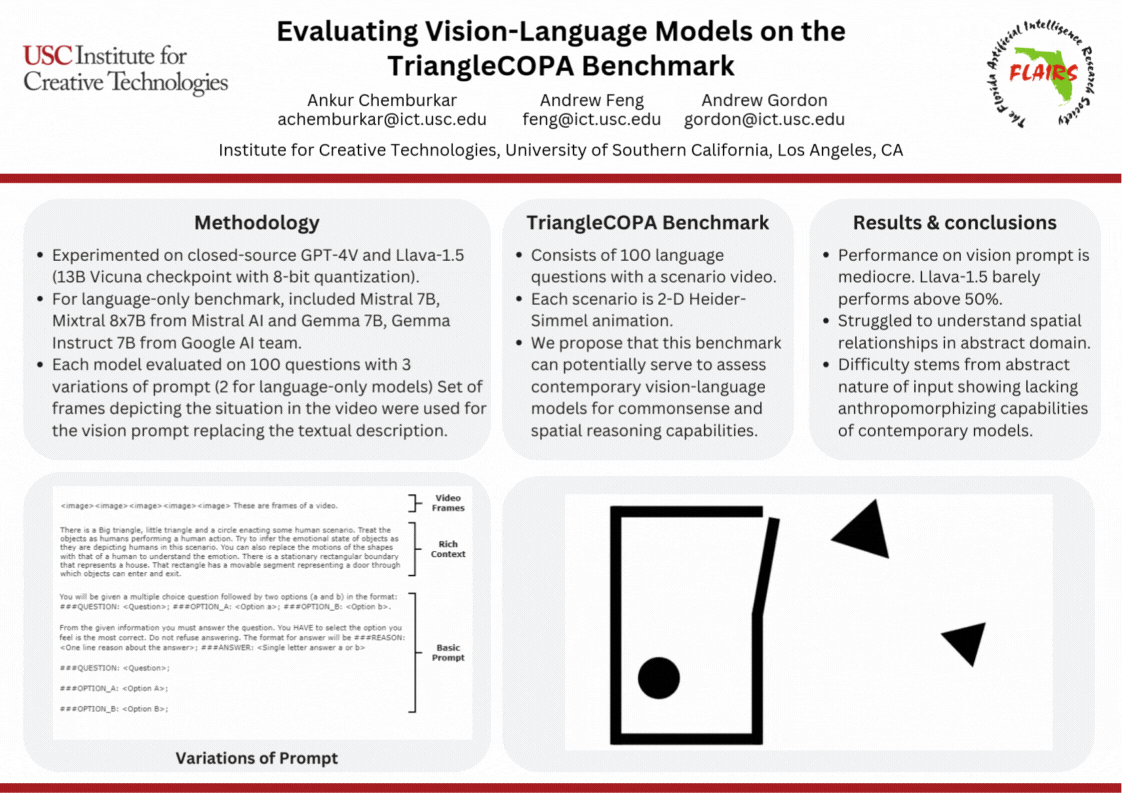 Evaluating Vision-Language Models on the
TriangleCOPA Benchmark
USC Institute for
Creative Technologies
The Florida Artificial Intelligence Research Society
FLAIRS
Ankur Chemburkar
achemburkar@ict.usc.edu
Andrew Feng
feng@ict.usc.edu
Andrew Gordon
gordon@ict.usc.edu
Institute for Creative Technologies, University of Southern California, Los Angeles, CA
Methodology
• Experimented on closed-source GPT-4V and Llava-1.5
(13B Vicuna checkpoint with 8-bit quantization).
• For language-only benchmark, included Mistral 7B,
Mixtral 8x7B from Mistral AI and Gemma 7B, Gemma
Instruct 7B from Google AI team.
• Each model evaluated on 100 questions with 3
variations of prompt (2 for language-only models) Set of
frames depicting the situation in the video were used for
the vision prompt replacing the textual description.
TriangleCOPA Benchmark
• Consists of 100 language
questions with a scenario video.
• Each scenario is 2-D Heider-
Simmel animation.
• We propose that this benchmark
can potentially serve to assess
contemporary vision-language
models for commonsense and
spatial reasoning capabilities.
Results & conclusions
• Performance on vision prompt is
mediocre. Llava-1.5 barely
performs above 50%.
• Struggled to understand spatial
relationships in abstract domain.
• Difficulty stems from abstract
nature of input showing lacking
anthropomorphizing capabilities
of contemporary models.
<image><image><image><image><image> These are frames of a video.
Video
Frames
There is a Big triangle, little triangle and a circle enacting some human scenario. Treat the
objects as humans performing a human action. Try to infer the emotional state of objects as
they are depicting humans in this scenario. You can also replace the motions of the shapes
with that of a human to understand the emotion. There is a stationary rectangular boundary
that represents a house. That rectangle has a movable segment representing a door through
which objects can enter and exit.
Rich
Context
You will be given a multiple choice question followed by two options (a and b) in the format:
###QUESTION: <Question>; ###OPTION_A: <Option a>; ###OPTION_B: <Option b>.
From the given information you must answer the question. You HAVE to select the option you
feel is the most correct. Do not refuse answering. The format for answer will be ###REASON:
<One line reason about the answer>; ###ANSWER: <Single letter answer a or b>
###QUESTION: <Question>;
###OPTION_A: <Option A>;
###OPTION_B: <Option B>;
Basic
Prompt
Variations of Prompt